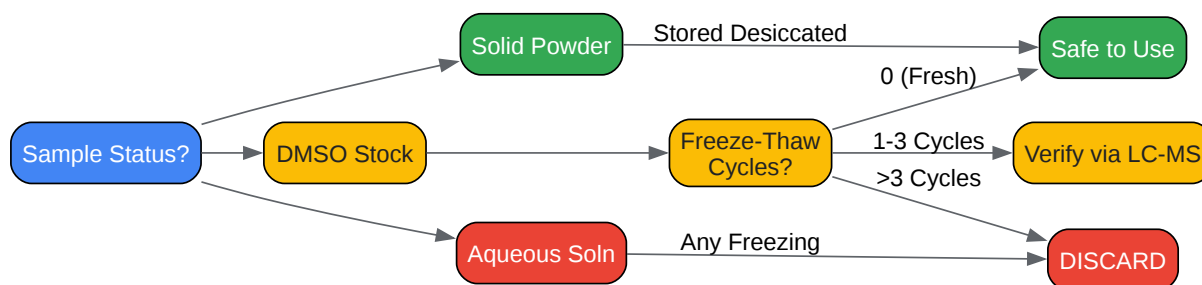 Solid Powder
Stored Desiccated
Safe to Use
0 (Fresh)
Sample Status?
DMSO Stock
Freeze-Thaw
Cycles?
1-3 Cycles
Verify via LC-MS
>3 Cycles
Aqueous Soln
Any Freezing
DISCARD